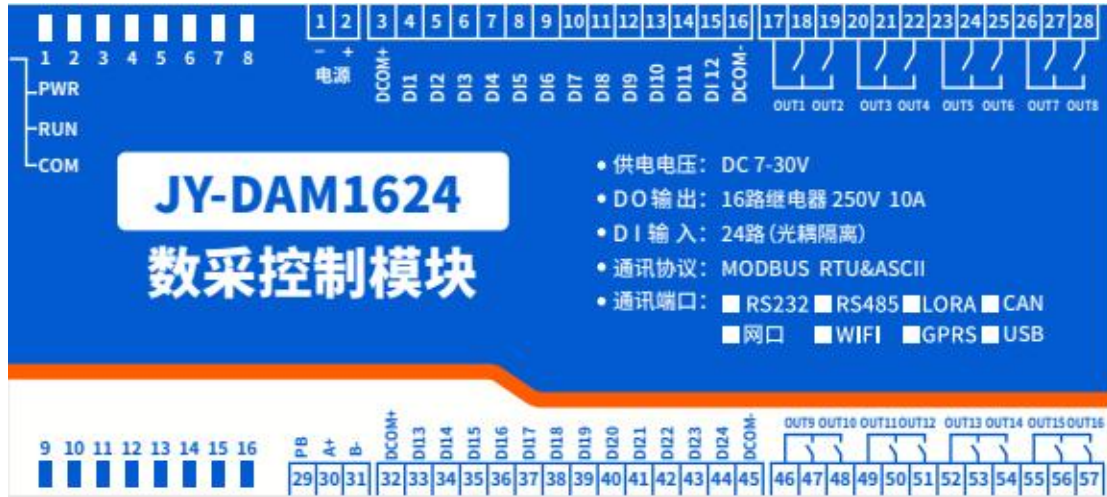 1 2 3 4 5 6 7 8 9 10 11 12 13 14 15 16 17 18 19 20 21 22 23 24 25 26 27 28
1 2 3 4 5 6 7 8
− +
电源
DCOM+ DI1 DI2 DI3 DI4 DI5 DI6 DI7 DI8 DI9 DI10 DI11 DI 12 DCOM-
OUT1 OUT2 OUT3 OUT4 OUT5 OUT6 OUT7 OUT8
PWR
RUN
COM
JY-DAM1624
数采控制模块
• 供电电压: DC 7-30V
• DO输出: 16路继电器 250V 10A
• DI输入: 24路(光耦隔离)
• 通讯协议: MODBUS RTU&ASCII
• 通讯端口: RS232 RS485 LORA CAN
网口 WIFI GPRS USB
OUT9 OUT10 OUT11 OUT12 OUT13 OUT14 OUT15 OUT16
PB A+ B- DCOM+ DI13 DI14 DI15 DI16 DI17 DI18 DI19 DI20 DI21 DI22 DI23 DI24 DCOM-
9 10 11 12 13 14 15 16
29 30 31 32 33 34 35 36 37 38 39 40 41 42 43 44 45 46 47 48 49 50 51 52 53 54 55 56 57